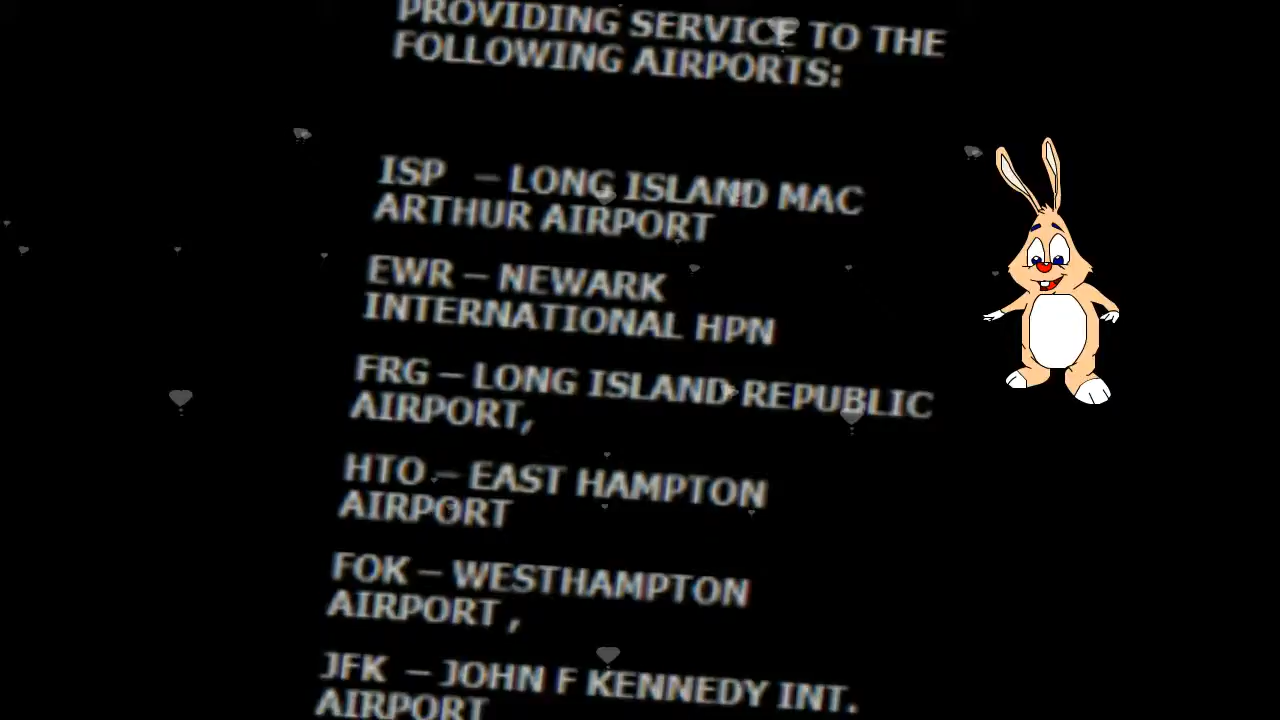 PROVIDING SERVICE TO THE
FOLLOWING AIRPORTS:
ISP – LONG ISLAND MAC
ARTHUR AIRPORT
EWR – NEWARK
INTERNATIONAL HPN
FRG – LONG ISLAND REPUBLIC
AIRPORT,
HTO – EAST HAMPTON
AIRPORT
FOK – WESTHAMPTON
AIRPORT ,
JFK – JOHN F KENNEDY INT.
AIRPORT